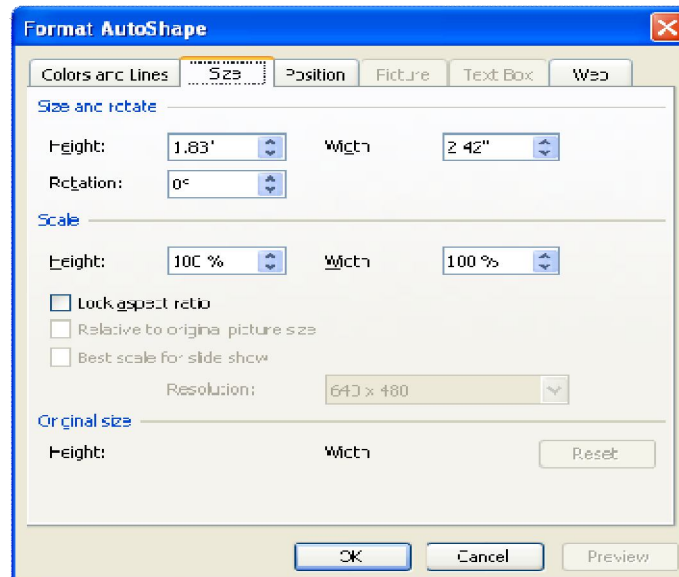 Format AutoShape
Colors and Lines Size Position Picture Text Box Web
Size and rotate
Height: 1.83" Width 2.42"
Rotation: 0°
Scale
Height: 100 % Width 100 %
Lock aspect ratio
Relative to original picture size
Best scale for slide show
Resolution: 640 x 480
Original size
Height: Width Reset
OK Cancel Preview